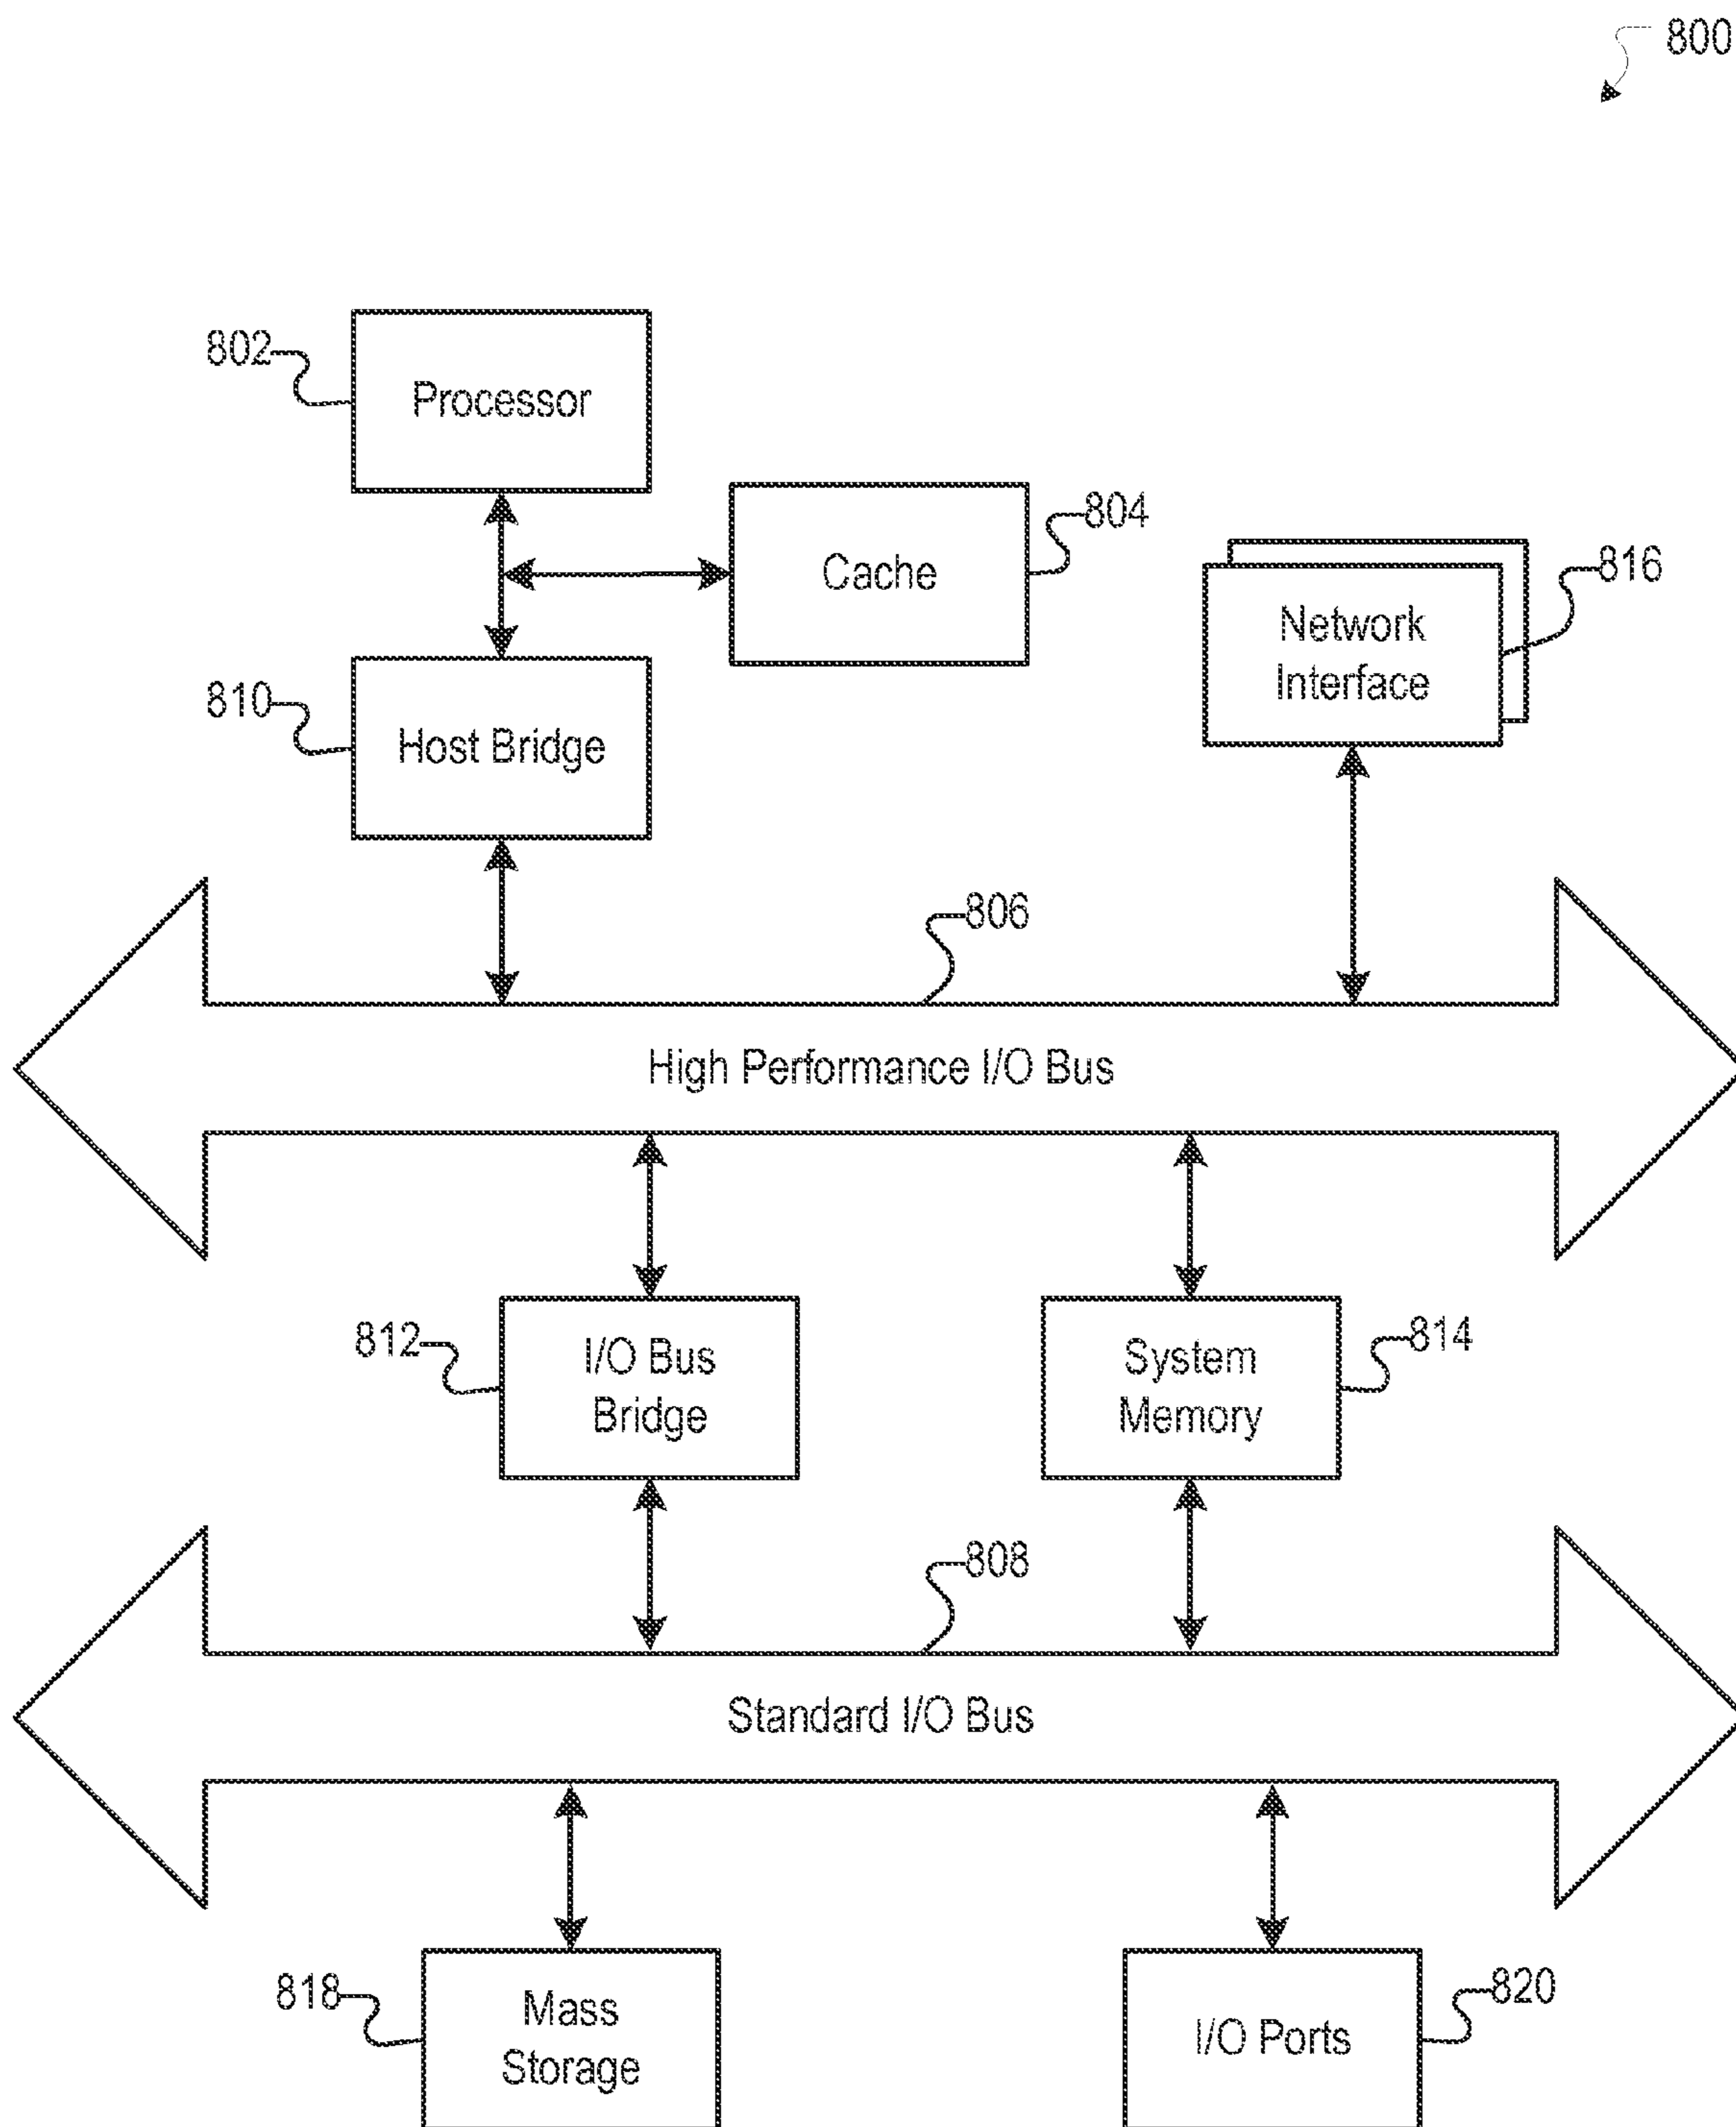 800
802
Processor
804
Cache
816
Network
Interface
810
Host Bridge
806
High Performance I/O Bus
812
I/O Bus
Bridge
System
Memory
814
808
Standard I/O Bus
818
Mass
Storage
I/O Ports
820